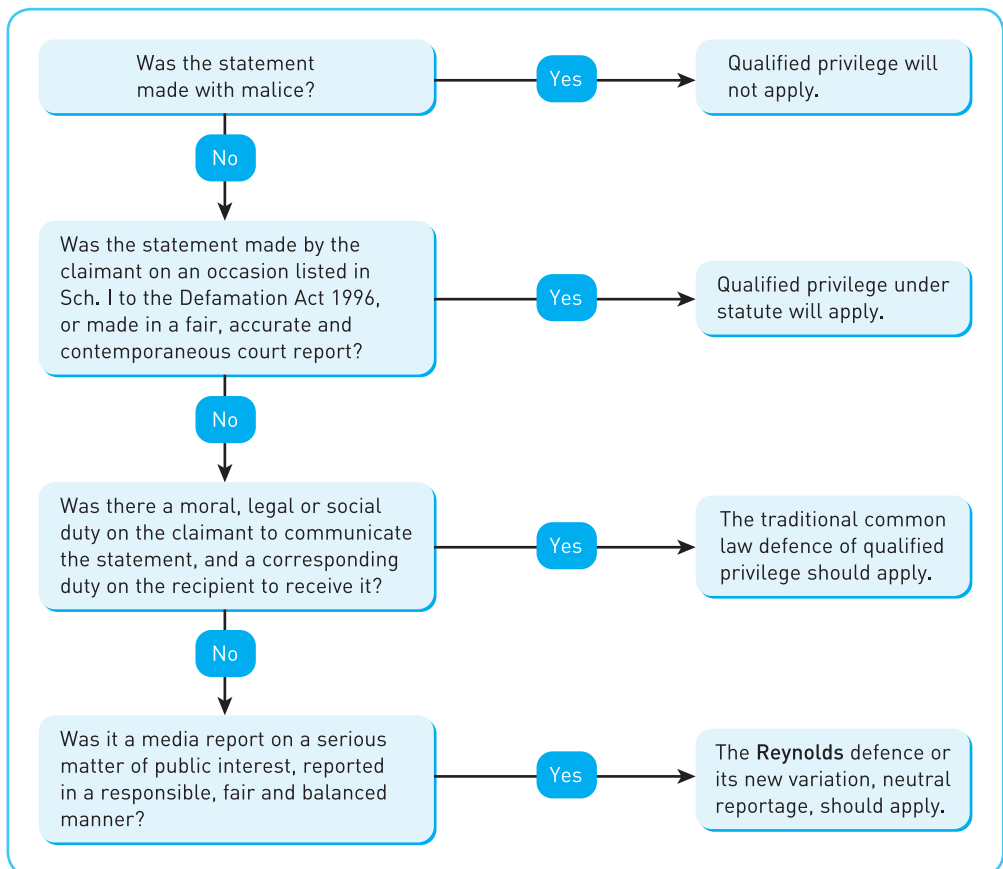 Was the statement
made with malice?
Yes
Qualified privilege will
not apply.
No
Was the statement made by the
claimant on an occasion listed in
Sch. I to the Defamation Act 1996,
or made in a fair, accurate and
contemporaneous court report?
Yes
Qualified privilege under
statute will apply.
No
Was there a moral, legal or social
duty on the claimant to communicate
the statement, and a corresponding
duty on the recipient to receive it?
Yes
The traditional common
law defence of qualified
privilege should apply.
No
Was it a media report on a serious
matter of public interest, reported
in a responsible, fair and balanced
manner?
Yes
The Reynolds defence or
its new variation, neutral
reportage, should apply.